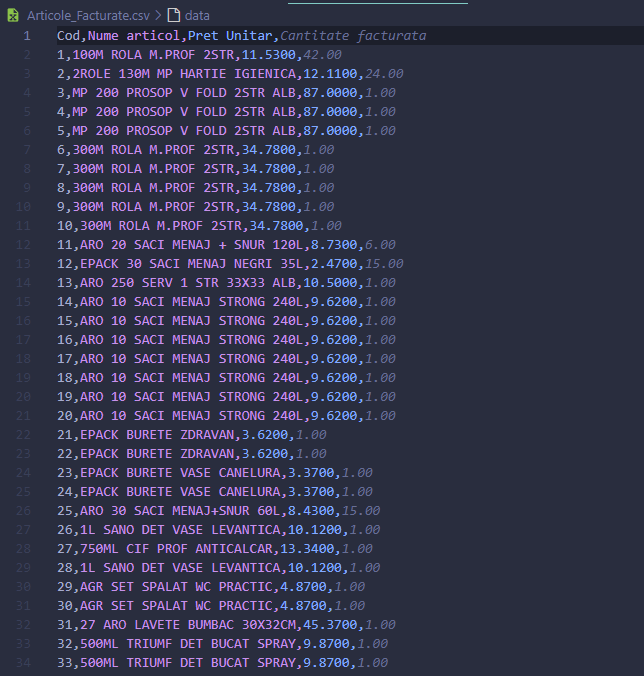 Articole_Facturate.csv > data
1 Cod,Nume articol,Pret Unitar,Cantitate facturata
2 1,100M ROLA M.PROF 2STR,11.5300,42.00
3 2,2ROLE 130M MP HARTIE IGIENICA,12.1100,24.00
4 3,MP 200 PROSOP V FOLD 2STR ALB,87.0000,1.00
5 4,MP 200 PROSOP V FOLD 2STR ALB,87.0000,1.00
6 5,MP 200 PROSOP V FOLD 2STR ALB,87.0000,1.00
7 6,300M ROLA M.PROF 2STR,34.7800,1.00
8 7,300M ROLA M.PROF 2STR,34.7800,1.00
9 8,300M ROLA M.PROF 2STR,34.7800,1.00
10 9,300M ROLA M.PROF 2STR,34.7800,1.00
11 10,300M ROLA M.PROF 2STR,34.7800,1.00
12 11,ARO 20 SACI MENAJ + SNUR 120L,8.7300,6.00
13 12,EPACK 30 SACI MENAJ NEGRI 35L,2.4700,15.00
14 13,ARO 250 SERV 1 STR 33X33 ALB,10.5000,1.00
15 14,ARO 10 SACI MENAJ STRONG 240L,9.6200,1.00
16 15,ARO 10 SACI MENAJ STRONG 240L,9.6200,1.00
17 16,ARO 10 SACI MENAJ STRONG 240L,9.6200,1.00
18 17,ARO 10 SACI MENAJ STRONG 240L,9.6200,1.00
19 18,ARO 10 SACI MENAJ STRONG 240L,9.6200,1.00
20 19,ARO 10 SACI MENAJ STRONG 240L,9.6200,1.00
21 20,ARO 10 SACI MENAJ STRONG 240L,9.6200,1.00
22 21,EPACK BURETE ZDRAVAN,3.6200,1.00
23 22,EPACK BURETE ZDRAVAN,3.6200,1.00
24 23,EPACK BURETE VASE CANELURA,3.3700,1.00
25 24,EPACK BURETE VASE CANELURA,3.3700,1.00
26 25,ARO 30 SACI MENAJ+SNUR 60L,8.4300,15.00
27 26,1L SANO DET VASE LEVANTICA,10.1200,1.00
28 27,750ML CIF PROF ANTICALCAR,13.3400,1.00
29 28,1L SANO DET VASE LEVANTICA,10.1200,1.00
30 29,AGR SET SPALAT WC PRACTIC,4.8700,1.00
31 30,AGR SET SPALAT WC PRACTIC,4.8700,1.00
32 31,27 ARO LAVETE BUMBAC 30X32CM,45.3700,1.00
33 32,500ML TRIUMF DET BUCAT SPRAY,9.8700,1.00
34 33,500ML TRIUMF DET BUCAT SPRAY,9.8700,1.00